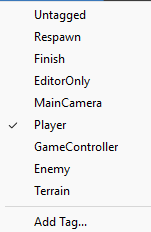 Untagged
Respawn
Finish
EditorOnly
MainCamera
Player
GameController
Enemy
Terrain
Add Tag...